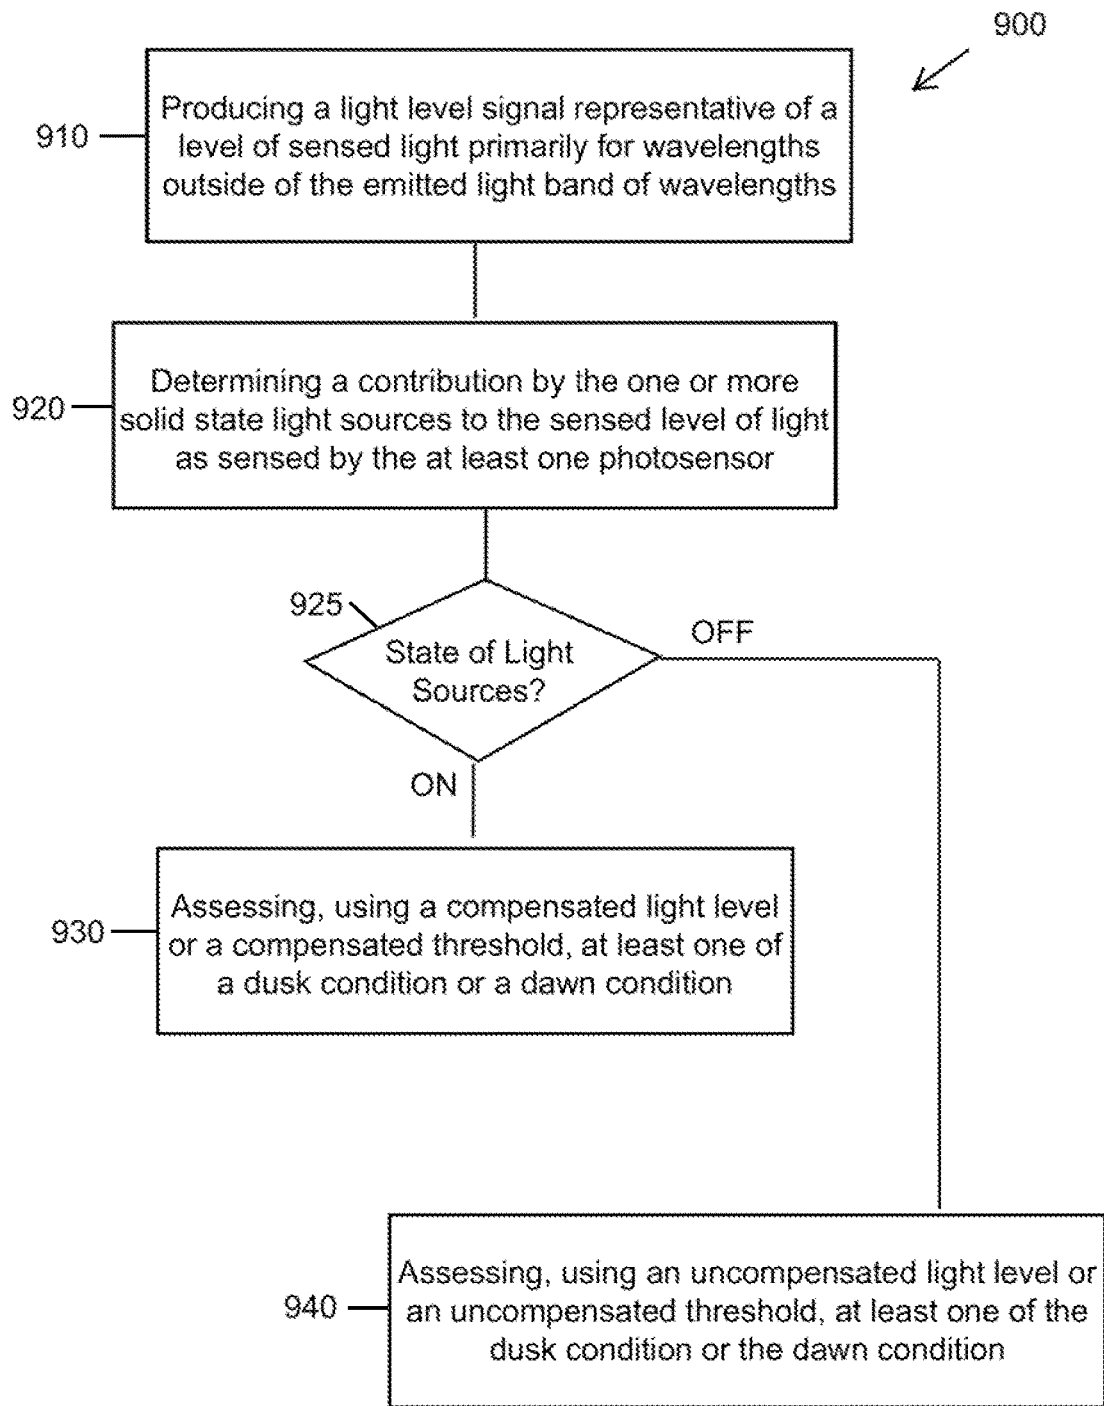 900
910
Producing a light level signal representative of a
level of sensed light primarily for wavelengths
outside of the emitted light band of wavelengths
920
Determining a contribution by the one or more
solid state light sources to the sensed level of light
as sensed by the at least one photosensor
925
State of Light
Sources?
OFF
ON
930
Assessing, using a compensated light level
or a compensated threshold, at least one of
a dusk condition or a dawn condition
940
Assessing, using an uncompensated light level or
an uncompensated threshold, at least one of the
dusk condition or the dawn condition